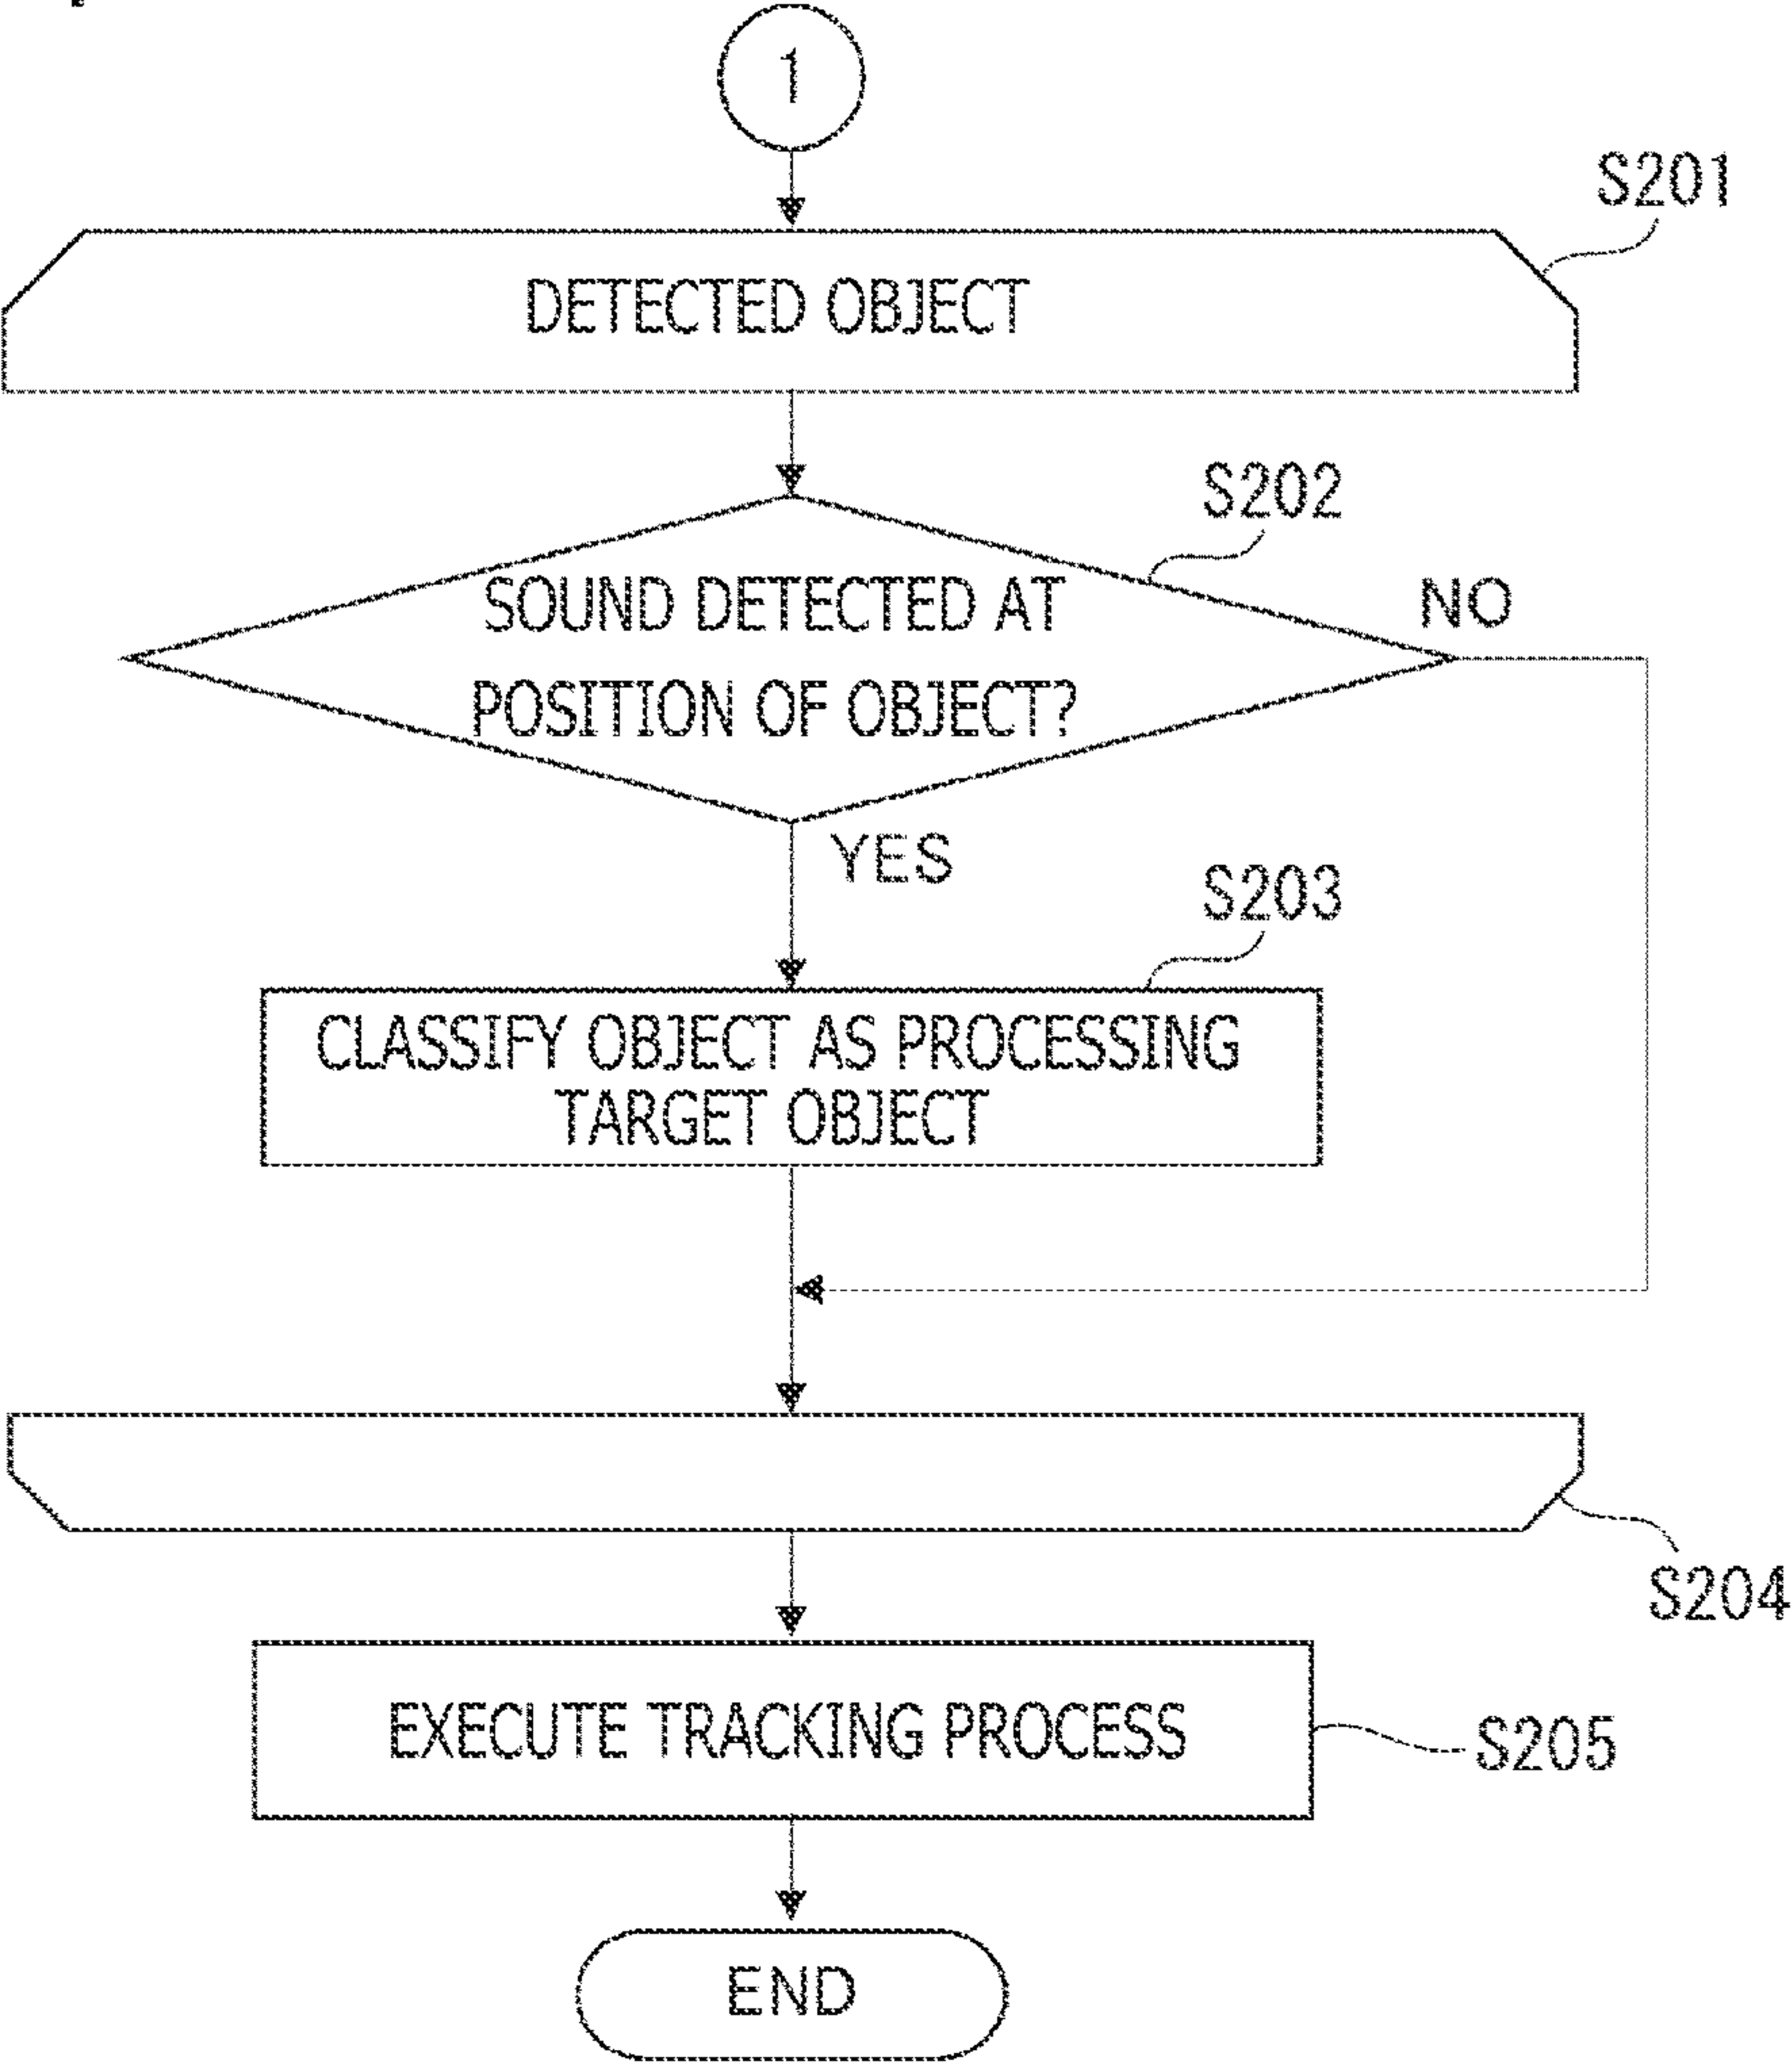 1
S201
DETECTED OBJECT
S202
SOUND DETECTED AT
NO
POSITION OF OBJECT?
YES
S203
CLASSIFY OBJECT AS PROCESSING
TARGET OBJECT
S204
EXECUTE TRACKING PROCESS
S205
END